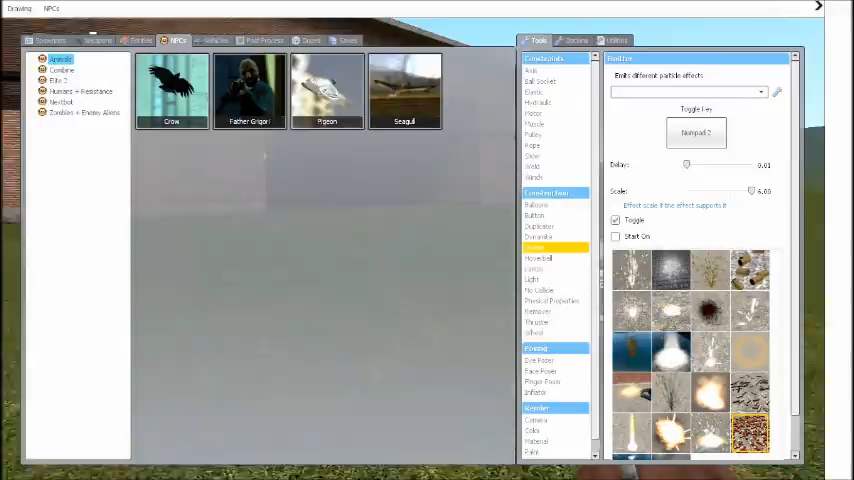 Drawing NPCs
Spawnlists Weapons Entities NPCs Vehicles Post Process Dupes Saves
Tools Options Utilities
Animals
Combine
Humans + Resistance
Nextbot
Zombies + Enemy Aliens
Crow
Father Grigori
Pigeon
Seagull
Constraints
Axis
Ball Socket
Elastic
Hydraulic
Motor
Muscle
Pulley
Rope
Slider
Weld
Winch
Construction
Balloons
Button
Duplicator
Dynamite
Emitter
Hoverball
Lamps
Light
No Collide
Physical Properties
Remover
Thruster
Wheel
Posing
Eye Poser
Face Poser
Finger Poser
Inflator
Render
Camera
Color
Material
Paint
Emitter
Emits different particle effects
Toggle Key
Numpad 2
Delay: 0.01
Scale: 6.00
Effect scale if the effect supports it
Toggle
Start On